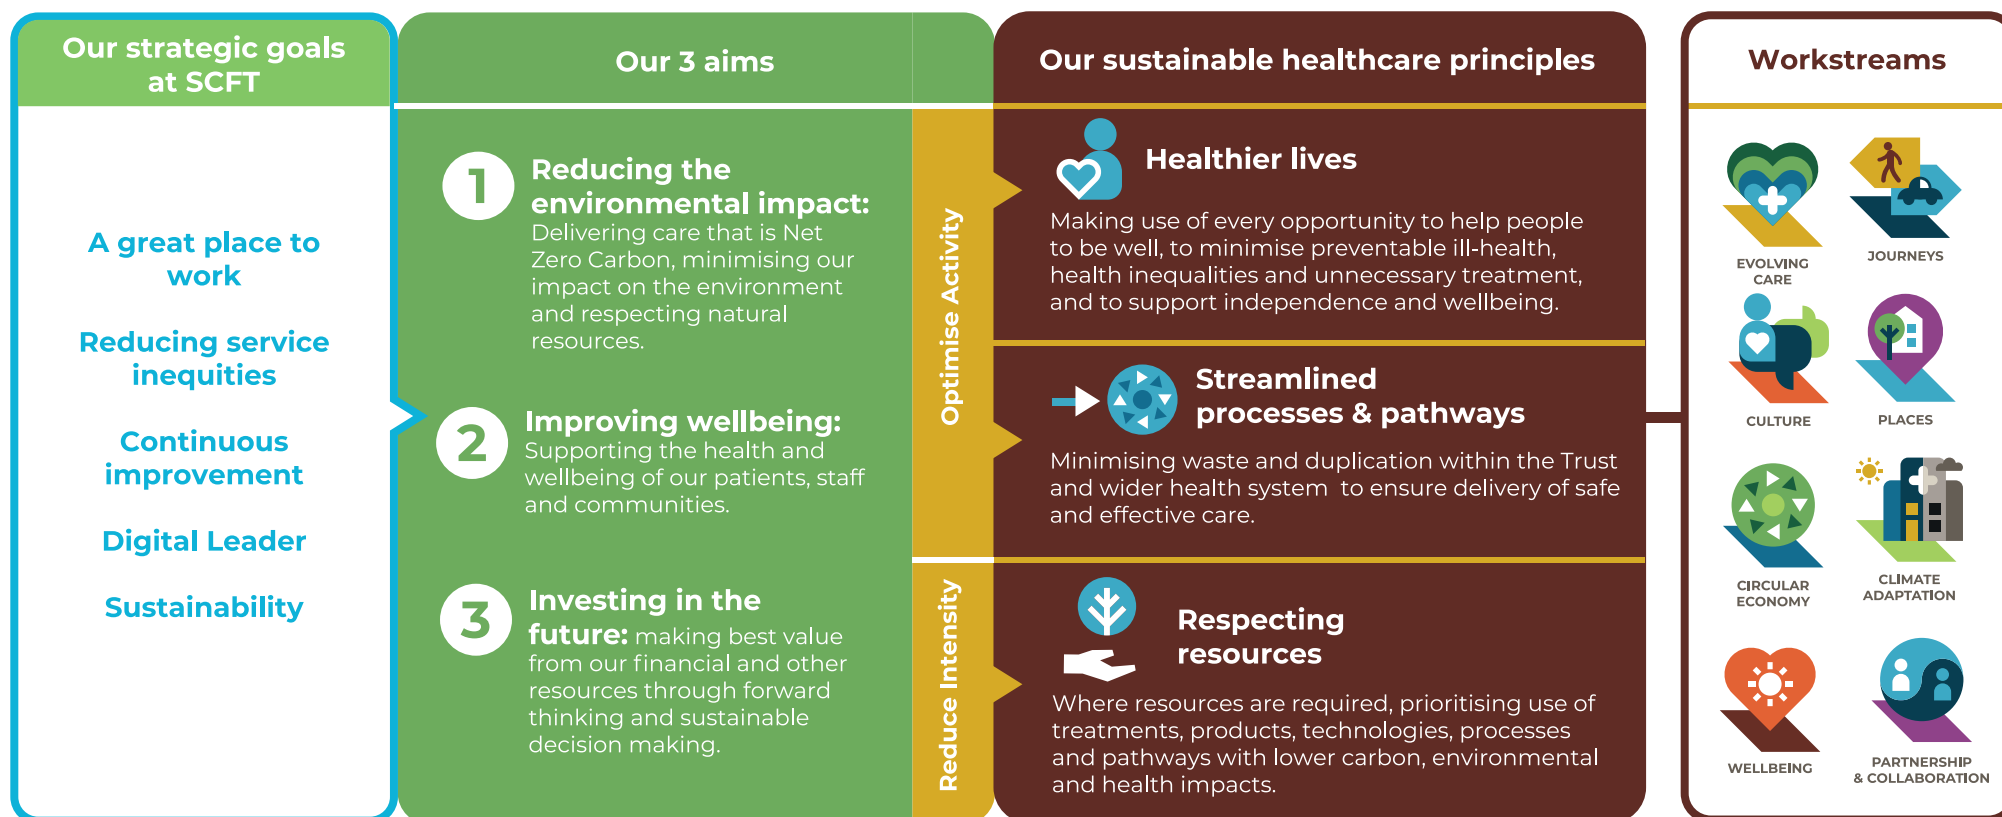 Our strategic goals
at SCFT
A great place to
work
Reducing service
inequities
Continuous
improvement
Digital Leader
Sustainability
Our 3 aims
1
Reducing the
environmental impact:
Delivering care that is Net
Zero Carbon, minimising our
impact on the environment
and respecting natural
resources.
2
Improving wellbeing:
Supporting the health and
wellbeing of our patients, staff
and communities.
3
Investing in the
future: making best value
from our financial and other
resources through forward
thinking and sustainable
decision making.
Optimise Activity
Reduce Intensity
Our sustainable healthcare principles
Healthier lives
Making use of every opportunity to help people
to be well, to minimise preventable ill-health,
health inequalities and unnecessary treatment,
and to support independence and wellbeing.
Streamlined
processes & pathways
Minimising waste and duplication within the Trust
and wider health system to ensure delivery of safe
and effective care.
Respecting
resources
Where resources are required, prioritising use of
treatments, products, technologies, processes
and pathways with lower carbon, environmental
and health impacts.
Workstreams
EVOLVING
CARE
JOURNEYS
CULTURE
PLACES
CIRCULAR
ECONOMY
CLIMATE
ADAPTATION
WELLBEING
PARTNERSHIP
& COLLABORATION